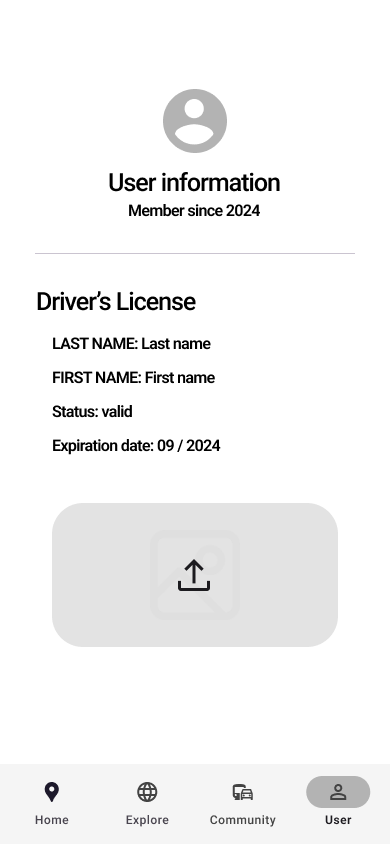 User information
Member since 2024
Driver’s License
LAST NAME: Last name
FIRST NAME: First name
Status: valid
Expiration date: 09 / 2024
Home
Explore
Community
User